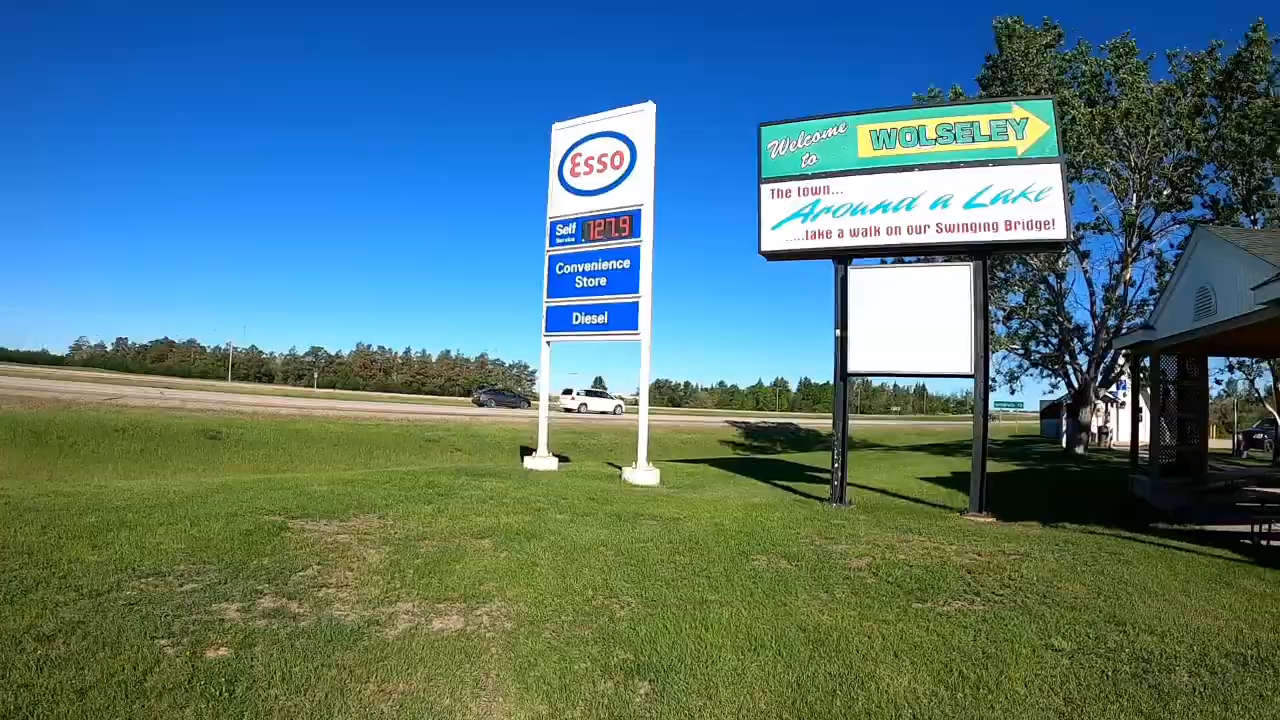 Esso
Self
Service
127.9
Convenience
Store
Diesel
Welcome
to
WOLSELEY
The town...
Around a Lake
.....take a walk on our Swinging Bridge!